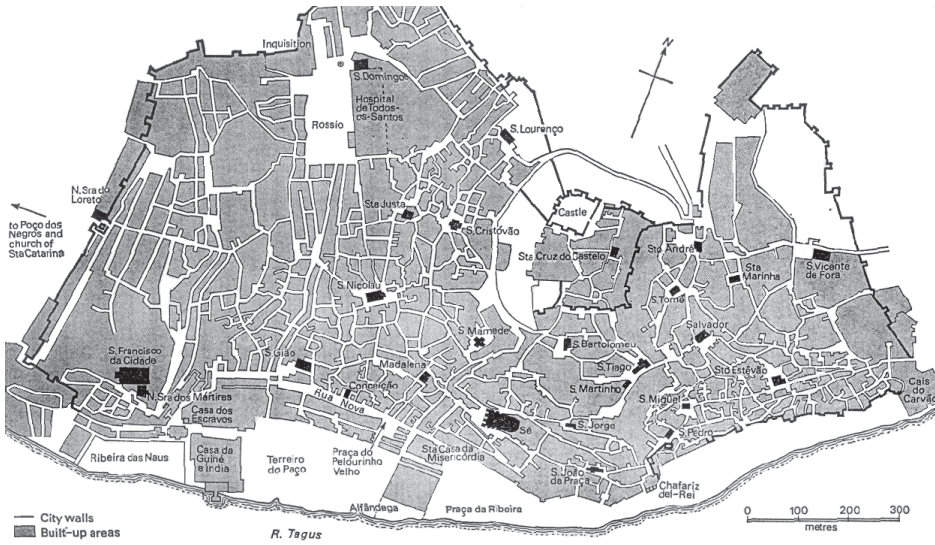 Inquisition
S. Domingos
Hospital
de Todos-
os-Santos
Rossio
N
S. Lourenço
N. Sra do
Loreto
to Poço dos
Negros and
church of
Sta Catarina
Sta Justa
S. Cristovão
Castle
Sta Cruz do Castelo
Sto André
Sta
Marinha
S. Vicente
de Fora
S. Nicolau
S. Tomé
S. Mamede
S. Bartolomeu
Salvador
S. Francisco
da Cidade
S. Gião
Madalena
S. Tiago
Sto Estêvão
S. Martinho
Conceição
N. Sra dos Mártires
Rua Nova
S. Miguel
Cais
do
Carvão
Casa dos
Escravos
Sé
S. Jorge
S. Pedro
Ribeira das Naus
Casa da
Guiné
e India
Terreiro
do Paço
Praça do
Pelourinho
Velho
Sta Casa da
Misericórdia
S. João
da Praça
Chafariz
del-Rei
Alfândega
Praça da Ribeira
City walls
Built-up areas
R. Tagus
0 100 200 300
metres